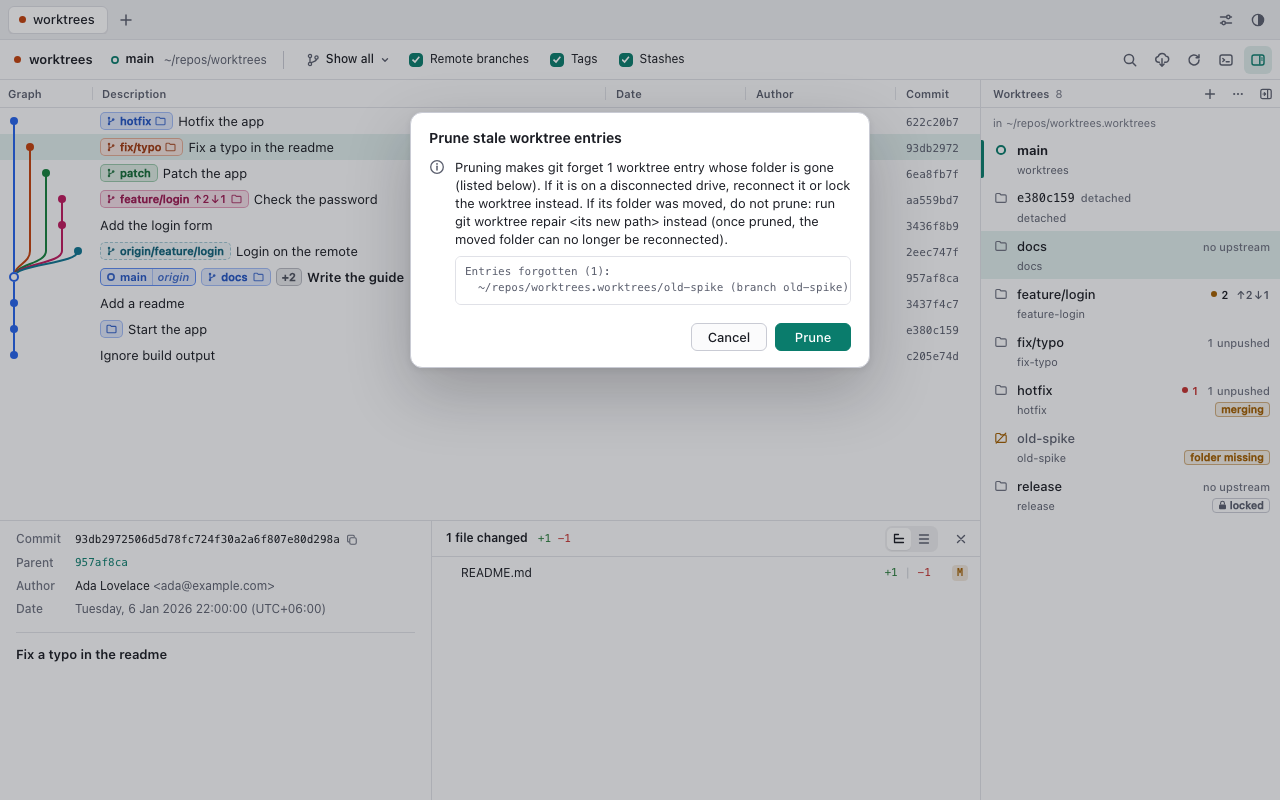 worktrees
worktrees main ~/repos/worktrees Show all Remote branches Tags Stashes
Graph Description Date Author Commit
hotfix Hotfix the app 622c20b7
fix/typo Fix a typo in the readme 93db2972
patch Patch the app 6ea8fb7f
feature/login ↑2↓1 Check the password aa559bd7
Add the login form 3436f8b9
origin/feature/login Login on the remote 2eec747f
main origin docs +2 Write the guide 957af8ca
Add a readme 3437f4c7
Start the app e380c159
Ignore build output c205e74d
Prune stale worktree entries
Pruning makes git forget 1 worktree entry whose folder is gone
(listed below). If it is on a disconnected drive, reconnect it or lock
the worktree instead. If its folder was moved, do not prune: run
git worktree repair <its new path> instead (once pruned, the
moved folder can no longer be reconnected).
Entries forgotten (1):
~/repos/worktrees.worktrees/old-spike (branch old-spike)
Cancel Prune
Worktrees 8
in ~/repos/worktrees.worktrees
main
worktrees
e380c159 detached
detached
docs no upstream
docs
feature/login 2 ↑2↓1
feature-login
fix/typo 1 unpushed
fix-typo
hotfix 1 1 unpushed
hotfix merging
old-spike
old-spike folder missing
release no upstream
release locked
Commit 93db2972506d5d78fc724f30a2a6f807e80d298a
Parent 957af8ca
Author Ada Lovelace <ada@example.com>
Date Tuesday, 6 Jan 2026 22:00:00 (UTC+06:00)
Fix a typo in the readme
1 file changed +1 −1
README.md +1 | −1 M